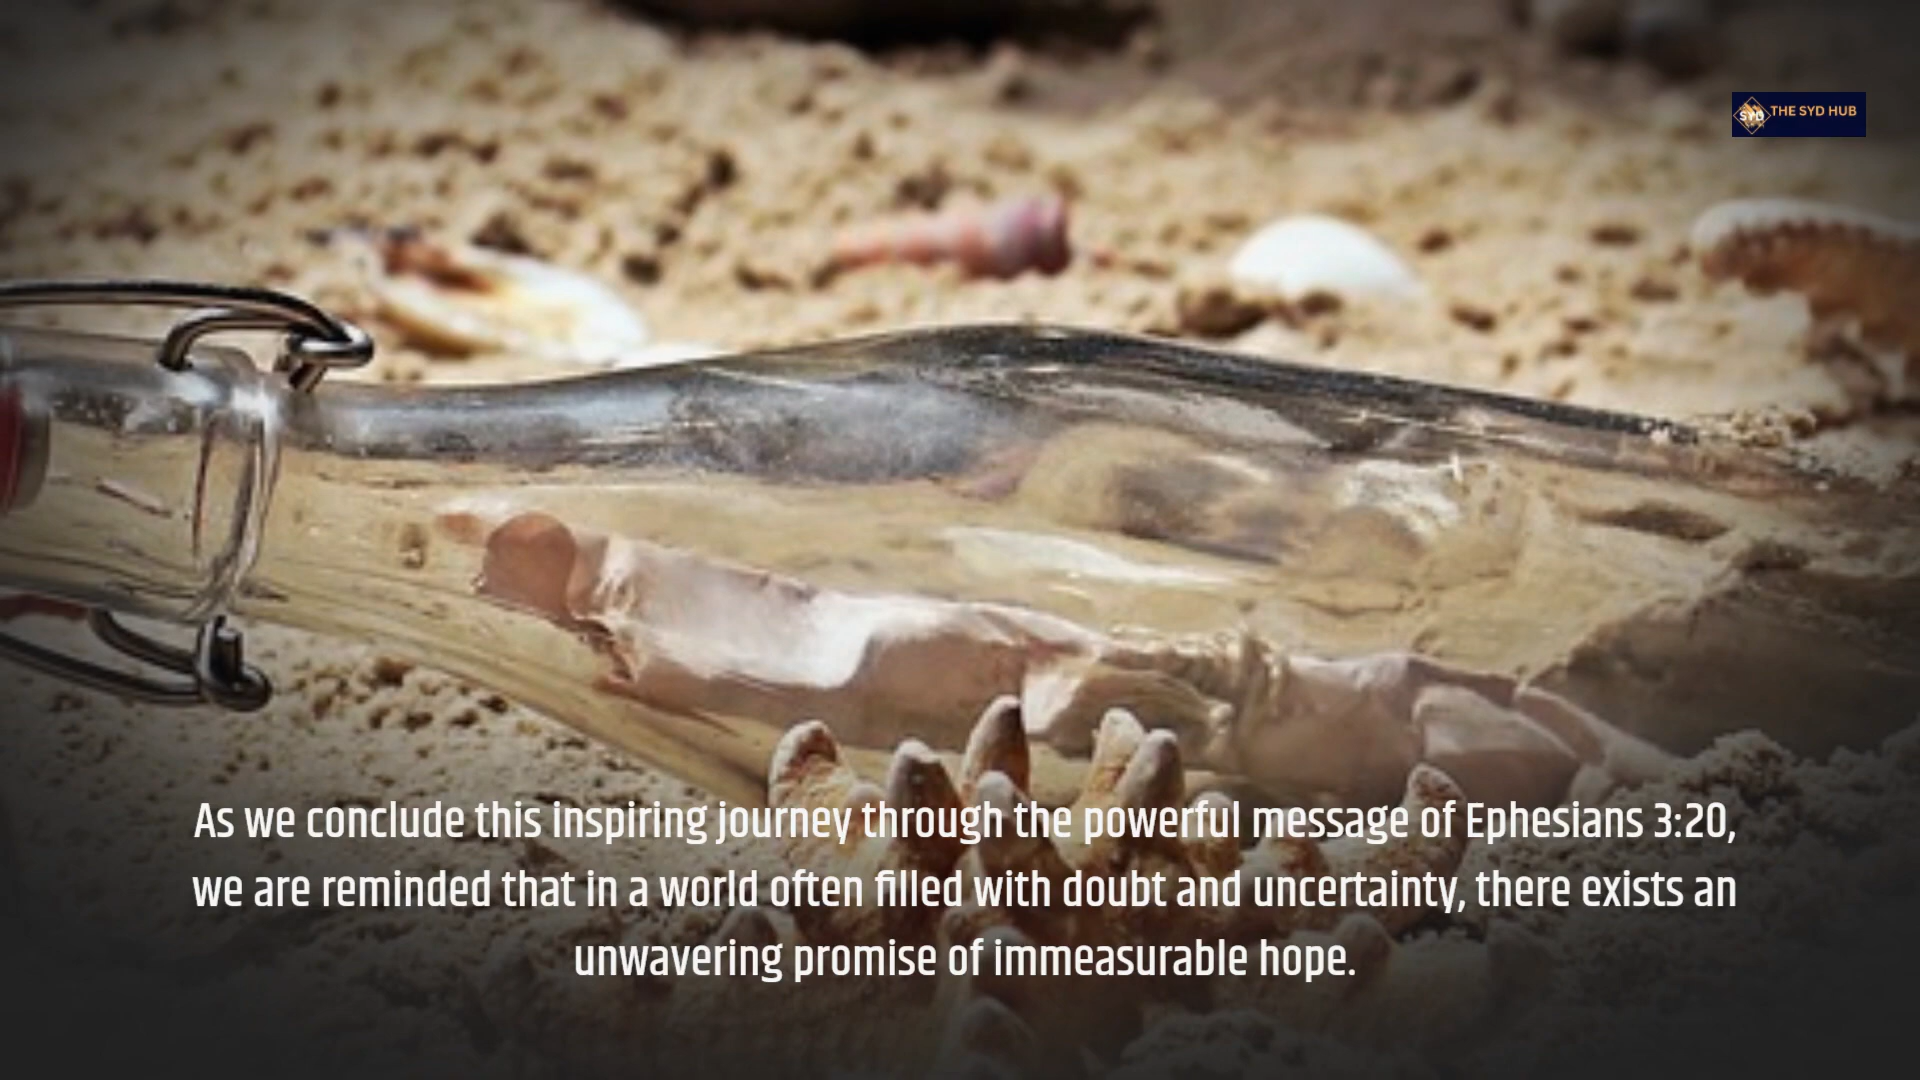 SYD THE SYD HUB
As we conclude this inspiring journey through the powerful message of Ephesians 3:20,
we are reminded that in a world often filled with doubt and uncertainty, there exists an
unwavering promise of immeasurable hope.